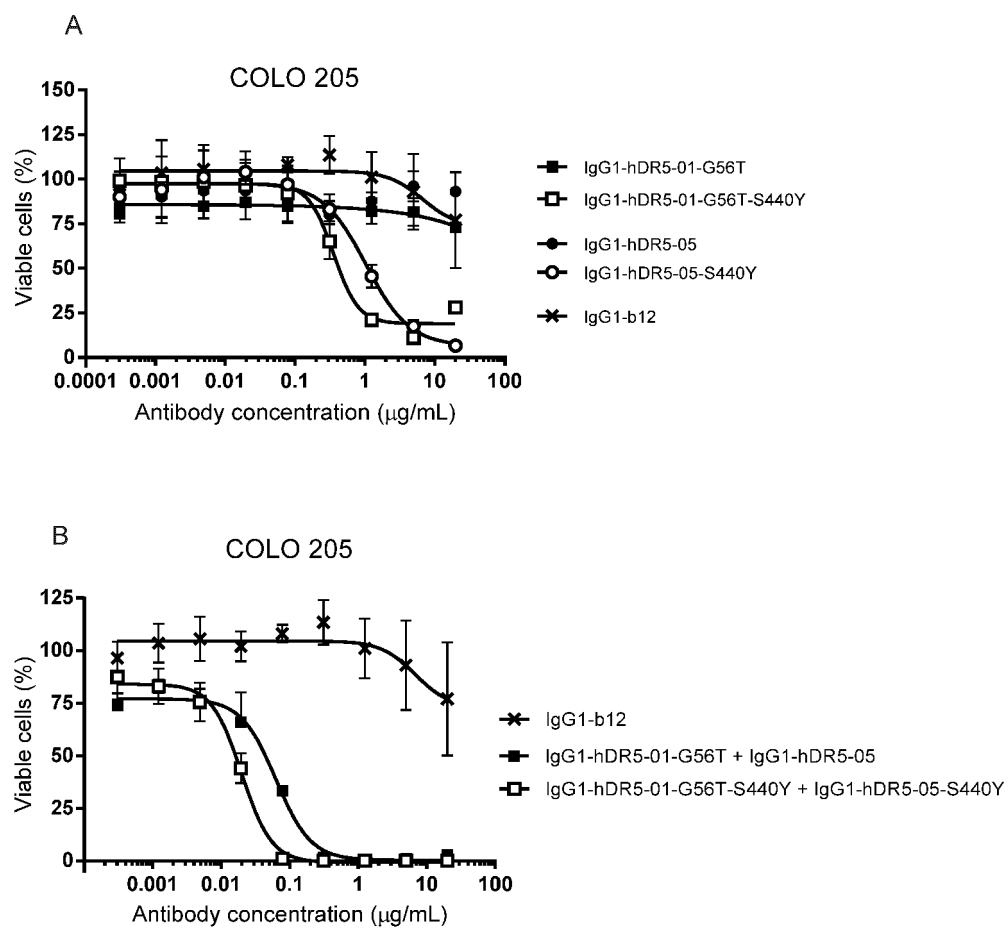 A
COLO 205
150
125
100
75
50
25
0
Viable cells (%)
0.0001 0.001 0.01 0.1 1 10 100
Antibody concentration (μg/mL)
IgG1-hDR5-01-G56T
IgG1-hDR5-01-G56T-S440Y
IgG1-hDR5-05
IgG1-hDR5-05-S440Y
IgG1-b12
B
COLO 205
125
100
75
50
25
0
Viable cells (%)
0.001 0.01 0.1 1 10 100
Antibody concentration (μg/mL)
IgG1-b12
IgG1-hDR5-01-G56T + IgG1-hDR5-05
IgG1-hDR5-01-G56T-S440Y + IgG1-hDR5-05-S440Y